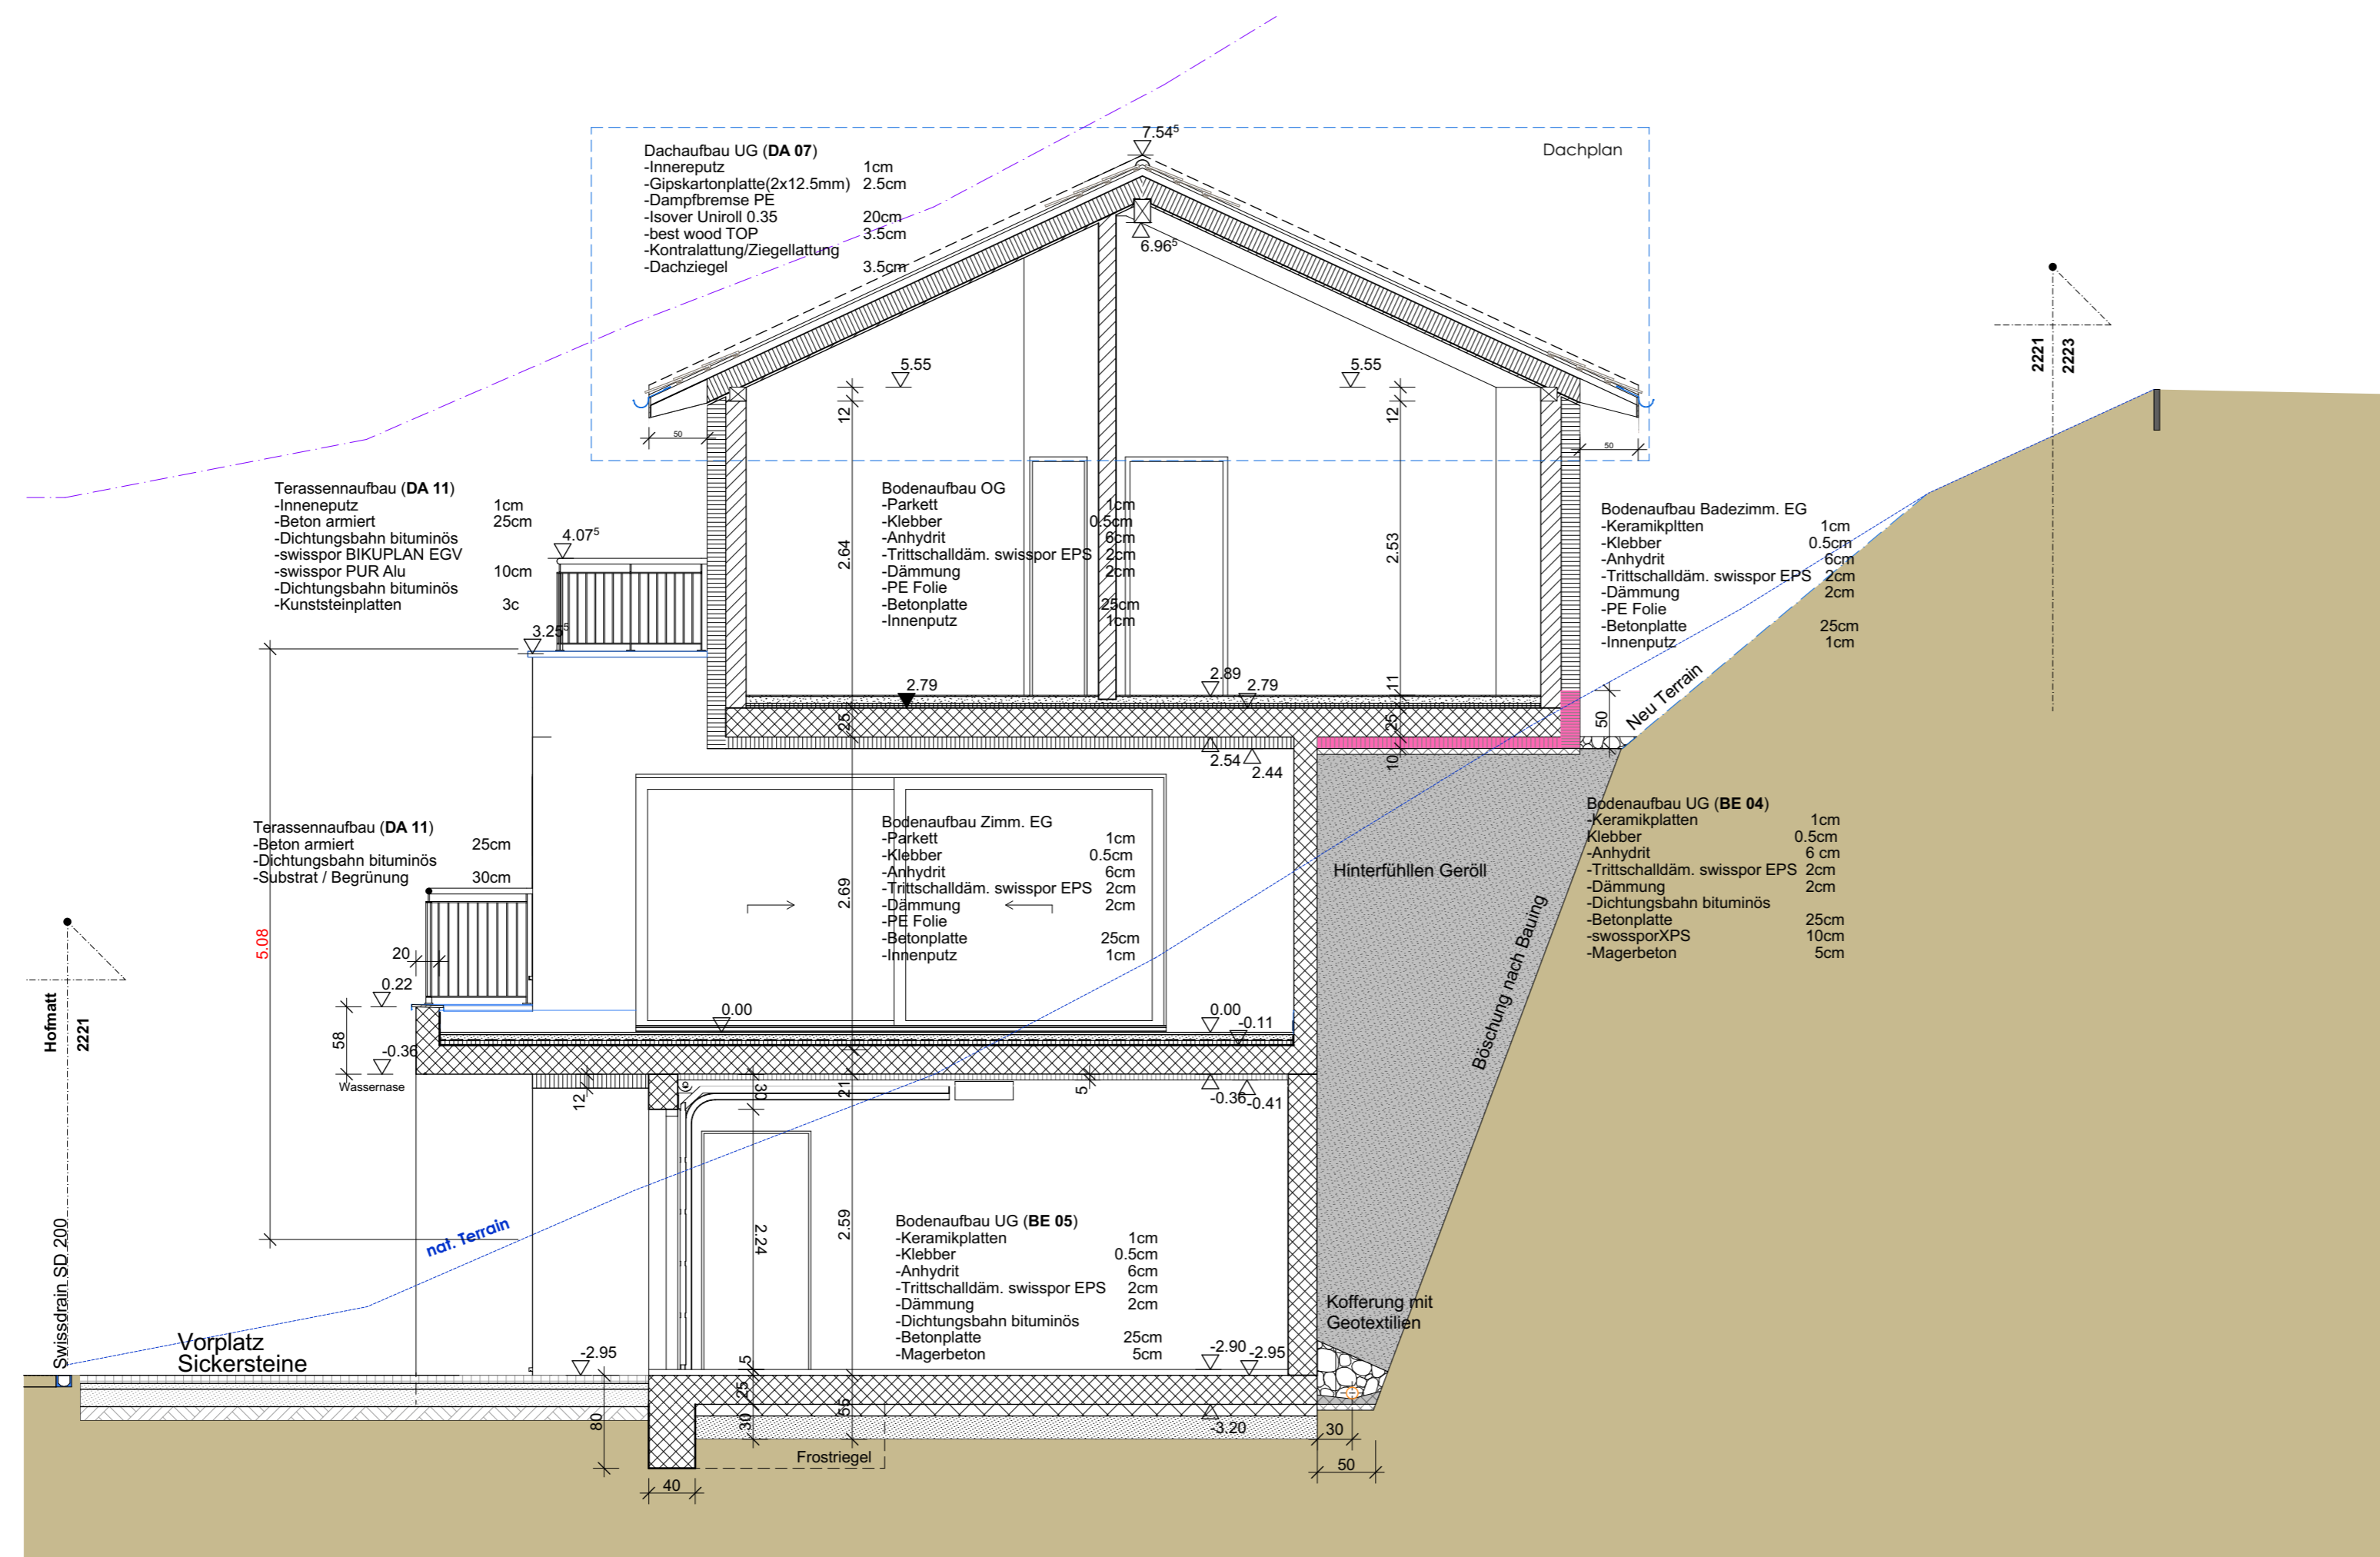 7.54⁵
Dachplan
Dachaufbau UG (DA 07)
-Innereputz 1cm
-Gipskartonplatte(2x12.5mm) 2.5cm
-Dampfbremse PE
-Isover Uniroll 0.35 20cm
-best wood TOP 3.5cm
-Kontralattung/Ziegellattung
-Dachziegel 3.5cm
6.96⁵
5.55
5.55
12
12
50
50
2221
2223
Terassennaufbau (DA 11)
-Inneneputz 1cm
-Beton armiert 25cm
-Dichtungsbahn bituminös
-swisspor BIKUPLAN EGV
-swisspor PUR Alu 10cm
-Dichtungsbahn bituminös
-Kunststeinplatten 3c
4.07⁵
3.25⁵
2.64
Bodenaufbau OG
-Parkett 1cm
-Klebber 0.5cm
-Anhydrit 6cm
-Trittschalldäm. swisspor EPS 2cm
-Dämmung 2cm
-PE Folie
-Betonplatte 25cm
-Innenputz 1cm
2.53
Bodenaufbau Badezimm. EG
-Keramikpltten 1cm
-Klebber 0.5cm
-Anhydrit 6cm
-Trittschalldäm. swisspor EPS 2cm
-Dämmung 2cm
-PE Folie
-Betonplatte 25cm
-Innenputz 1cm
2.79
2.89
2.79
11
25
25
10
50
Neu Terrain
2.54
2.44
Terassennaufbau (DA 11)
-Beton armiert 25cm
-Dichtungsbahn bituminös
-Substrat / Begrünung 30cm
5.08
20
0.22
58
-0.36
Wassernase
2.69
Bodenaufbau Zimm. EG
-Parkett 1cm
-Klebber 0.5cm
-Anhydrit 6cm
-Trittschalldäm. swisspor EPS 2cm
-Dämmung 2cm
-PE Folie
-Betonplatte 25cm
-Innenputz 1cm
Hinterfühllen Geröll
Böschung nach Bauing
Bodenaufbau UG (BE 04)
-Keramikplatten 1cm
Klebber 0.5cm
-Anhydrit 6 cm
-Trittschalldäm. swisspor EPS 2cm
-Dämmung 2cm
-Dichtungsbahn bituminös
-Betonplatte 25cm
-swossporXPS 10cm
-Magerbeton 5cm
0.00
0.00
-0.11
Hofmatt
2221
12
30
21
5
-0.36
-0.41
nat. Terrain
2.24
2.59
Bodenaufbau UG (BE 05)
-Keramikplatten 1cm
-Klebber 0.5cm
-Anhydrit 6cm
-Trittschalldäm. swisspor EPS 2cm
-Dämmung 2cm
-Dichtungsbahn bituminös
-Betonplatte 25cm
-Magerbeton 5cm
Kofferung mit
Geotextilien
Swissdrain SD 200
Vorplatz
Sickersteine
-2.95
5
-2.90
-2.95
25
30
55
80
-3.20
30
50
Frostriegel
40